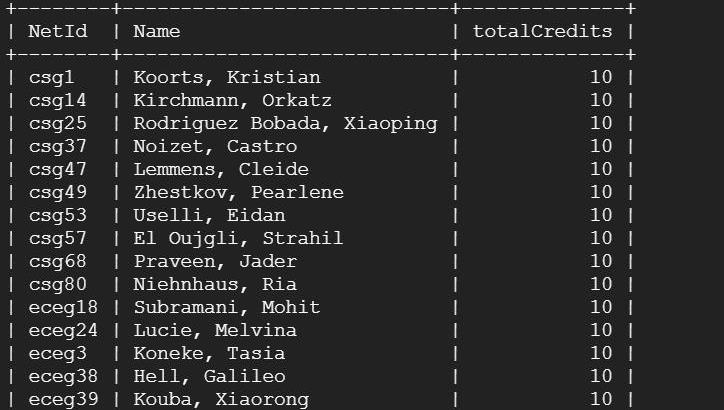 +--------+---------------------------+--------------+
| NetId  | Name                      | totalCredits |
+--------+---------------------------+--------------+
| csg1   | Koorts, Kristian          |           10 |
| csg14  | Kirchmann, Orkatz         |           10 |
| csg25  | Rodriguez Bobada, Xiaoping |           10 |
| csg37  | Noizet, Castro            |           10 |
| csg47  | Lemmens, Cleide           |           10 |
| csg49  | Zhestkov, Pearlene        |           10 |
| csg53  | Uselli, Eidan             |           10 |
| csg57  | El Oujgli, Strahil        |           10 |
| csg68  | Praveen, Jader            |           10 |
| csg80  | Niehnhaus, Ria            |           10 |
| eceg18 | Subramani, Mohit          |           10 |
| eceg24 | Lucie, Melvina            |           10 |
| eceg3  | Koneke, Tasia             |           10 |
| eceg38 | Hell, Galileo             |           10 |
| eceg39 | Kouba, Xiaorong           |           10 |